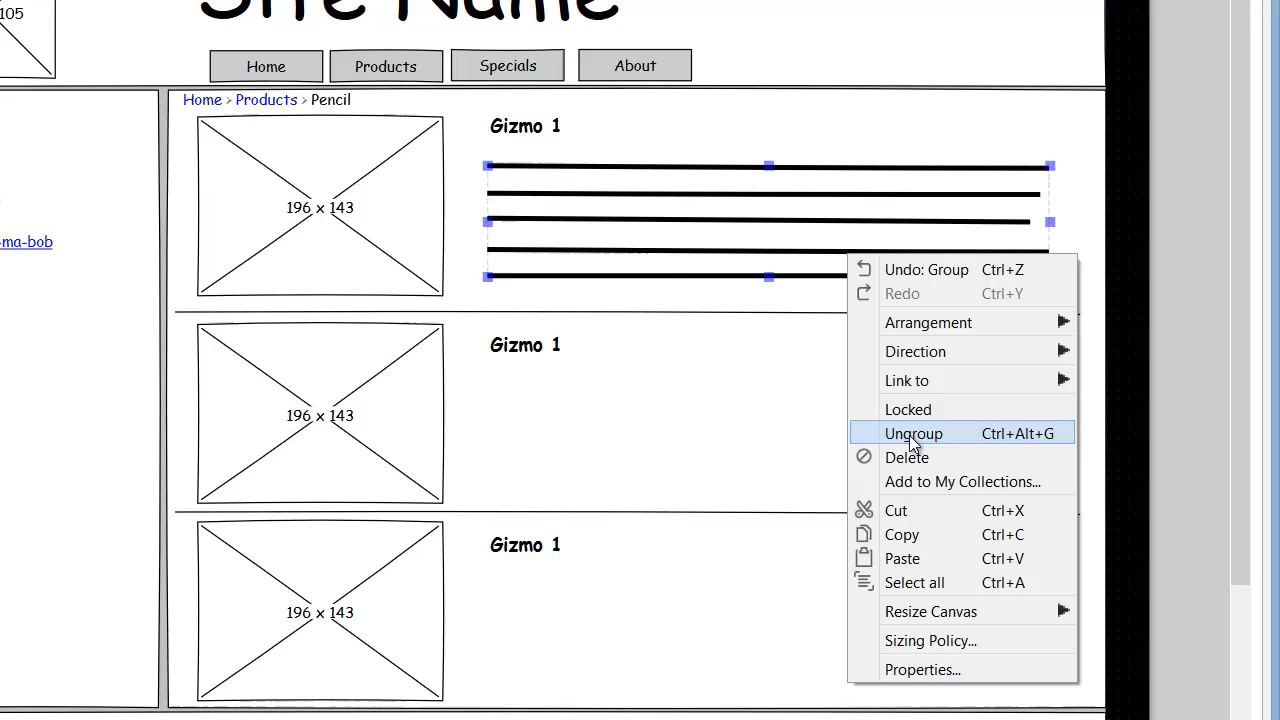 105
Site Name
Home Products Specials About
Home > Products > Pencil
Gizmo 1
196 x 143
-ma-bob
Undo: Group Ctrl+Z
Redo Ctrl+Y
Arrangement
Direction
Link to
Locked
Ungroup Ctrl+Alt+G
Delete
Add to My Collections...
Cut Ctrl+X
Copy Ctrl+C
Paste Ctrl+V
Select all Ctrl+A
Resize Canvas
Sizing Policy...
Properties...
Gizmo 1
196 x 143
Gizmo 1
196 x 143